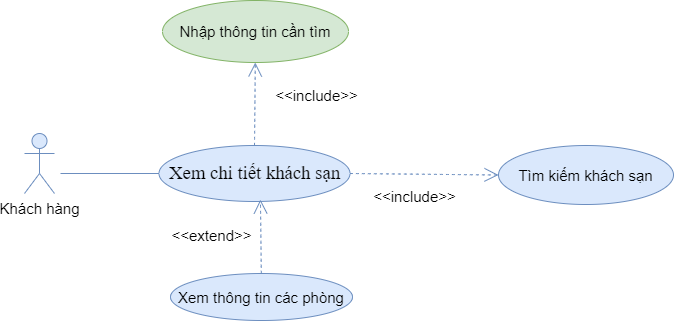 Nhập thông tin cần tìm
<<include>>
Xem chi tiết khách sạn
Tìm kiếm khách sạn
<<include>>
Khách hàng
<<extend>>
Xem thông tin các phòng